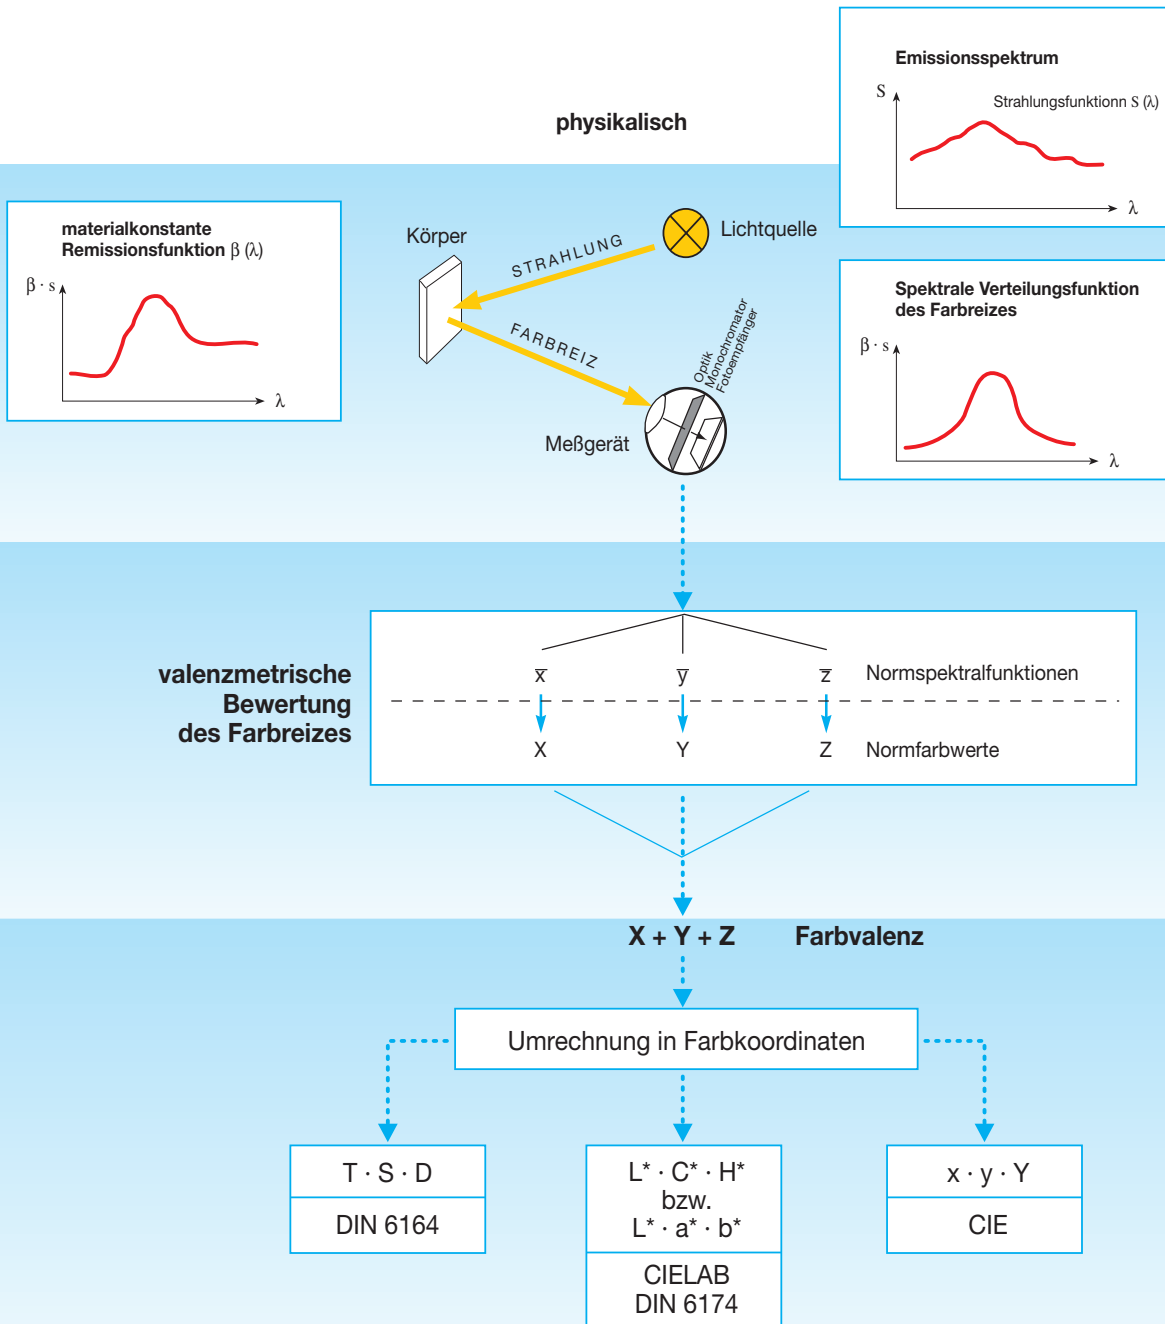 Emissionsspektrum
S
Strahlungsfunktionn S (λ)
λ
physikalisch
materialkonstante
Remissionsfunktion β (λ)
β · s
λ
Körper
STRAHLUNG
Lichtquelle
FARBREIZ
Optik
Monochromator
Fotoempfänger
Meßgerät
Spektrale Verteilungsfunktion
des Farbreizes
β · s
λ
valenzmetrische
Bewertung
des Farbreizes
x̅ y̅ z̅ Normspektralfunktionen
X Y Z Normfarbwerte
X + Y + Z Farbvalenz
Umrechnung in Farbkoordinaten
T · S · D
DIN 6164
L* · C* · H*
bzw.
L* · a* · b*
CIELAB
DIN 6174
x · y · Y
CIE